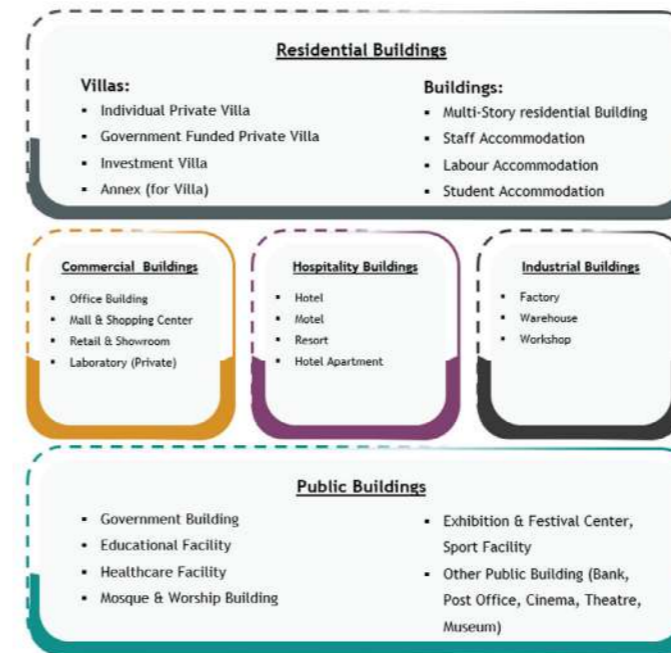 Residential Buildings
Villas:
▪ Individual Private Villa
▪ Government Funded Private Villa
▪ Investment Villa
▪ Annex (for Villa)
Buildings:
▪ Multi-Story residential Building
▪ Staff Accommodation
▪ Labour Accommodation
▪ Student Accommodation
Commercial Buildings
▪ Office Building
▪ Mall & Shopping Center
▪ Retail & Showroom
▪ Laboratory (Private)
Hospitality Buildings
▪ Hotel
▪ Motel
▪ Resort
▪ Hotel Apartment
Industrial Buildings
▪ Factory
▪ Warehouse
▪ Workshop
Public Buildings
▪ Government Building
▪ Educational Facility
▪ Healthcare Facility
▪ Mosque & Worship Building
▪ Exhibition & Festival Center,
Sport Facility
▪ Other Public Building (Bank,
Post Office, Cinema, Theatre,
Museum)